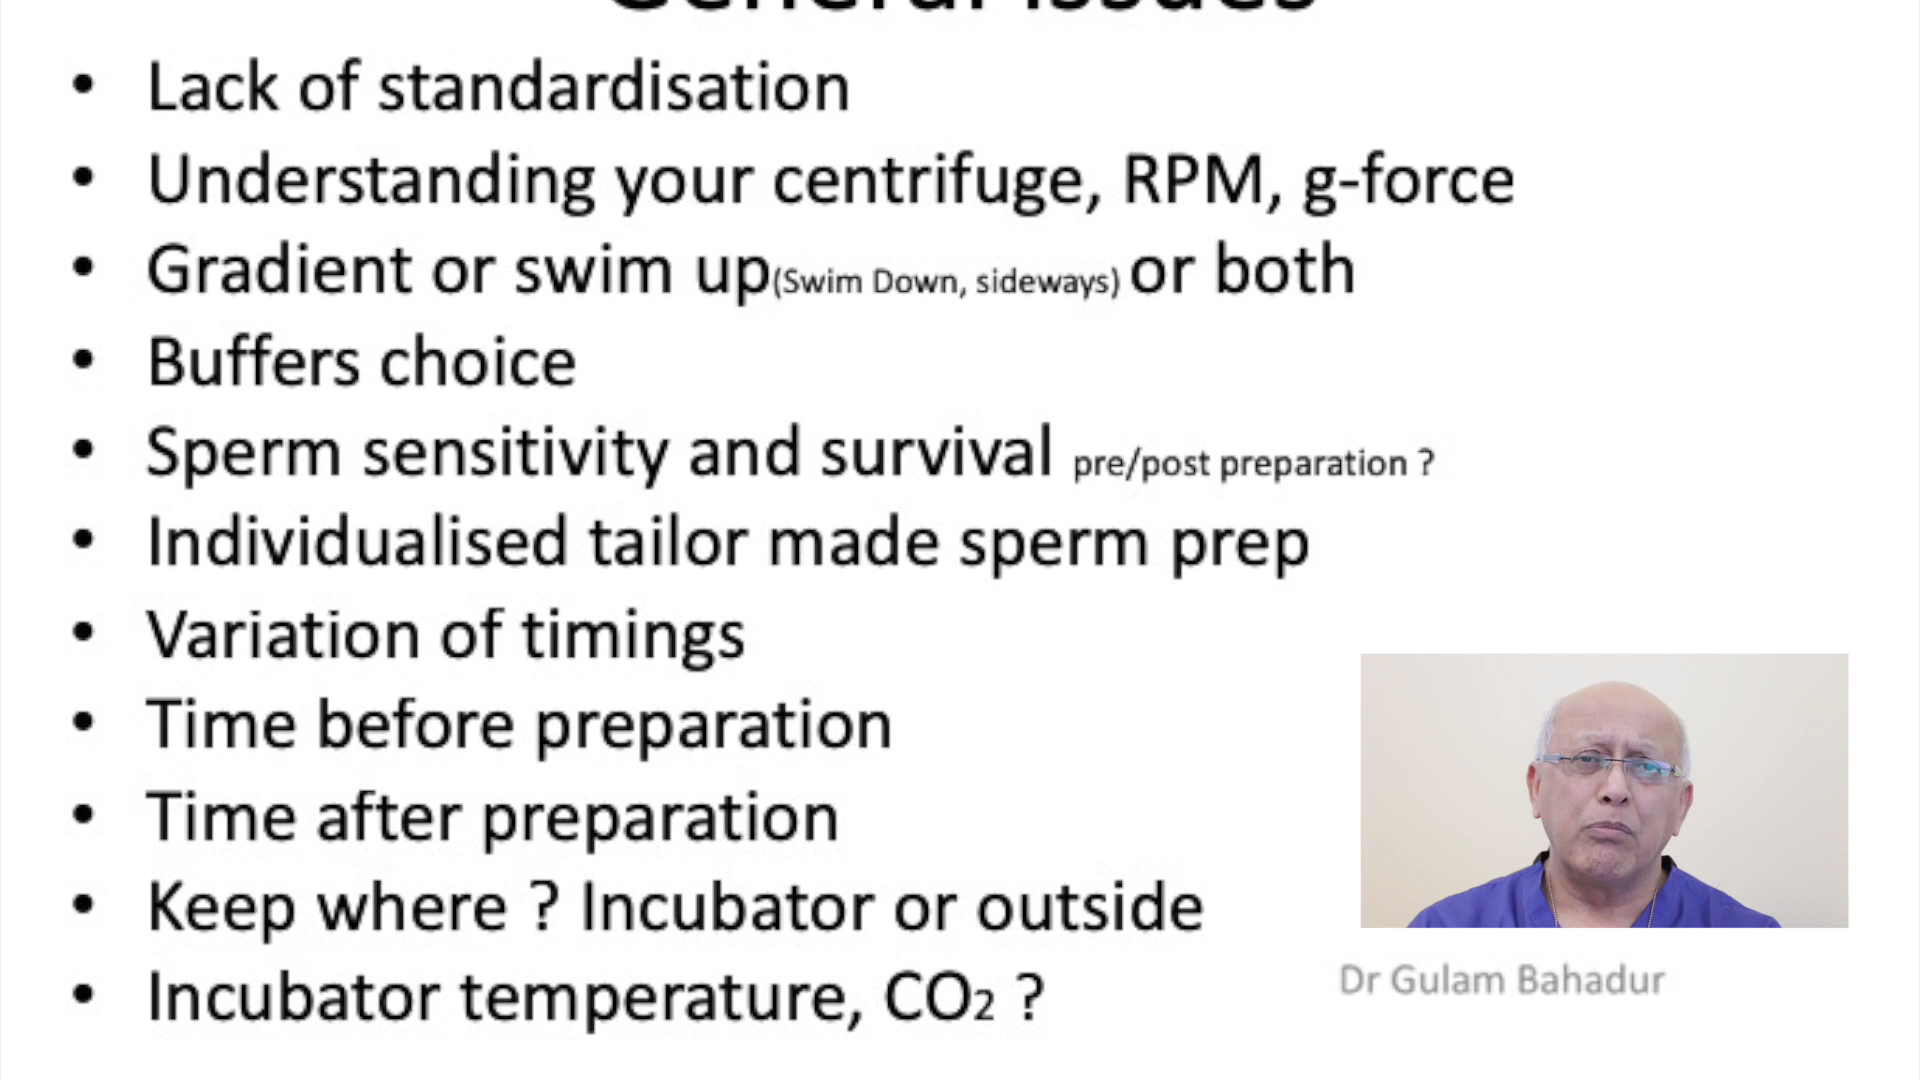 General issues
• Lack of standardisation
• Understanding your centrifuge, RPM, g-force
• Gradient or swim up(Swim Down, sideways) or both
• Buffers choice
• Sperm sensitivity and survival pre/post preparation ?
• Individualised tailor made sperm prep
• Variation of timings
• Time before preparation
• Time after preparation
• Keep where ? Incubator or outside
• Incubator temperature, CO2 ?
Dr Gulam Bahadur